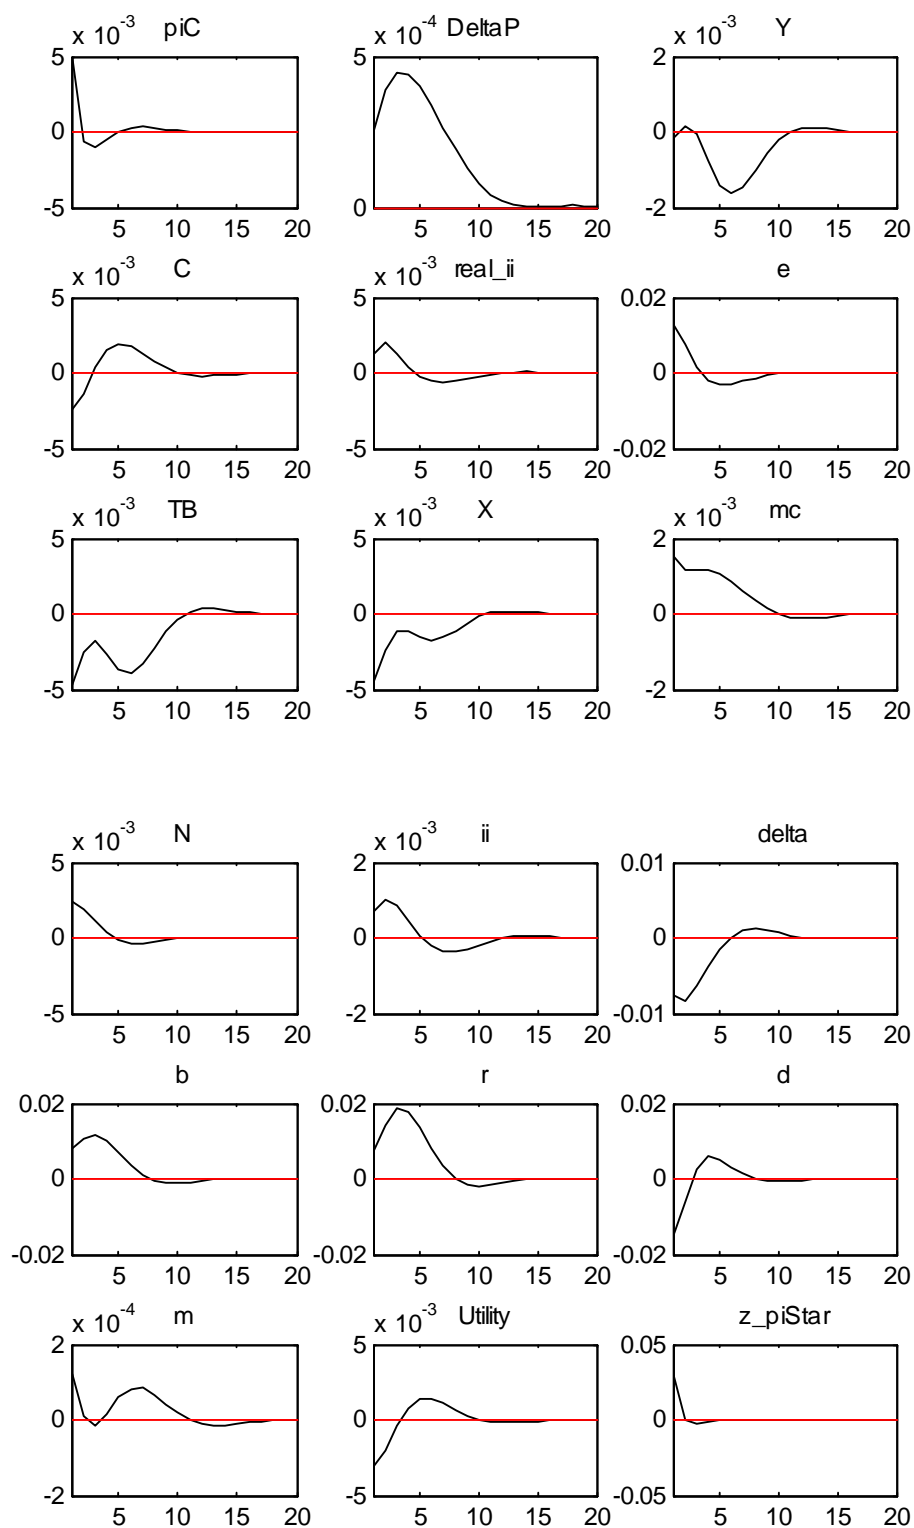 x 10^-3 piC x 10^-4 DeltaP x 10^-3 Y
5 5 2
0 0
-5 0 -2
5 10 15 20 5 10 15 20 5 10 15 20
x 10^-3 C x 10^-3 real_ii e
5 5 0.02
0 0 0
-5 -5 -0.02
5 10 15 20 5 10 15 20 5 10 15 20
x 10^-3 TB x 10^-3 X x 10^-3 mc
5 5 2
0 0 0
-5 -5 -2
5 10 15 20 5 10 15 20 5 10 15 20
x 10^-3 N x 10^-3 ii delta
5 2 0.01
0 0 0
-5 -2 -0.01
5 10 15 20 5 10 15 20 5 10 15 20
b r d
0.02 0.02 0.02
0 0 0
-0.02 -0.02 -0.02
5 10 15 20 5 10 15 20 5 10 15 20
x 10^-4 m x 10^-3 Utility z_piStar
2 5 0.05
0 0 0
-2 -5 -0.05
5 10 15 20 5 10 15 20 5 10 15 20